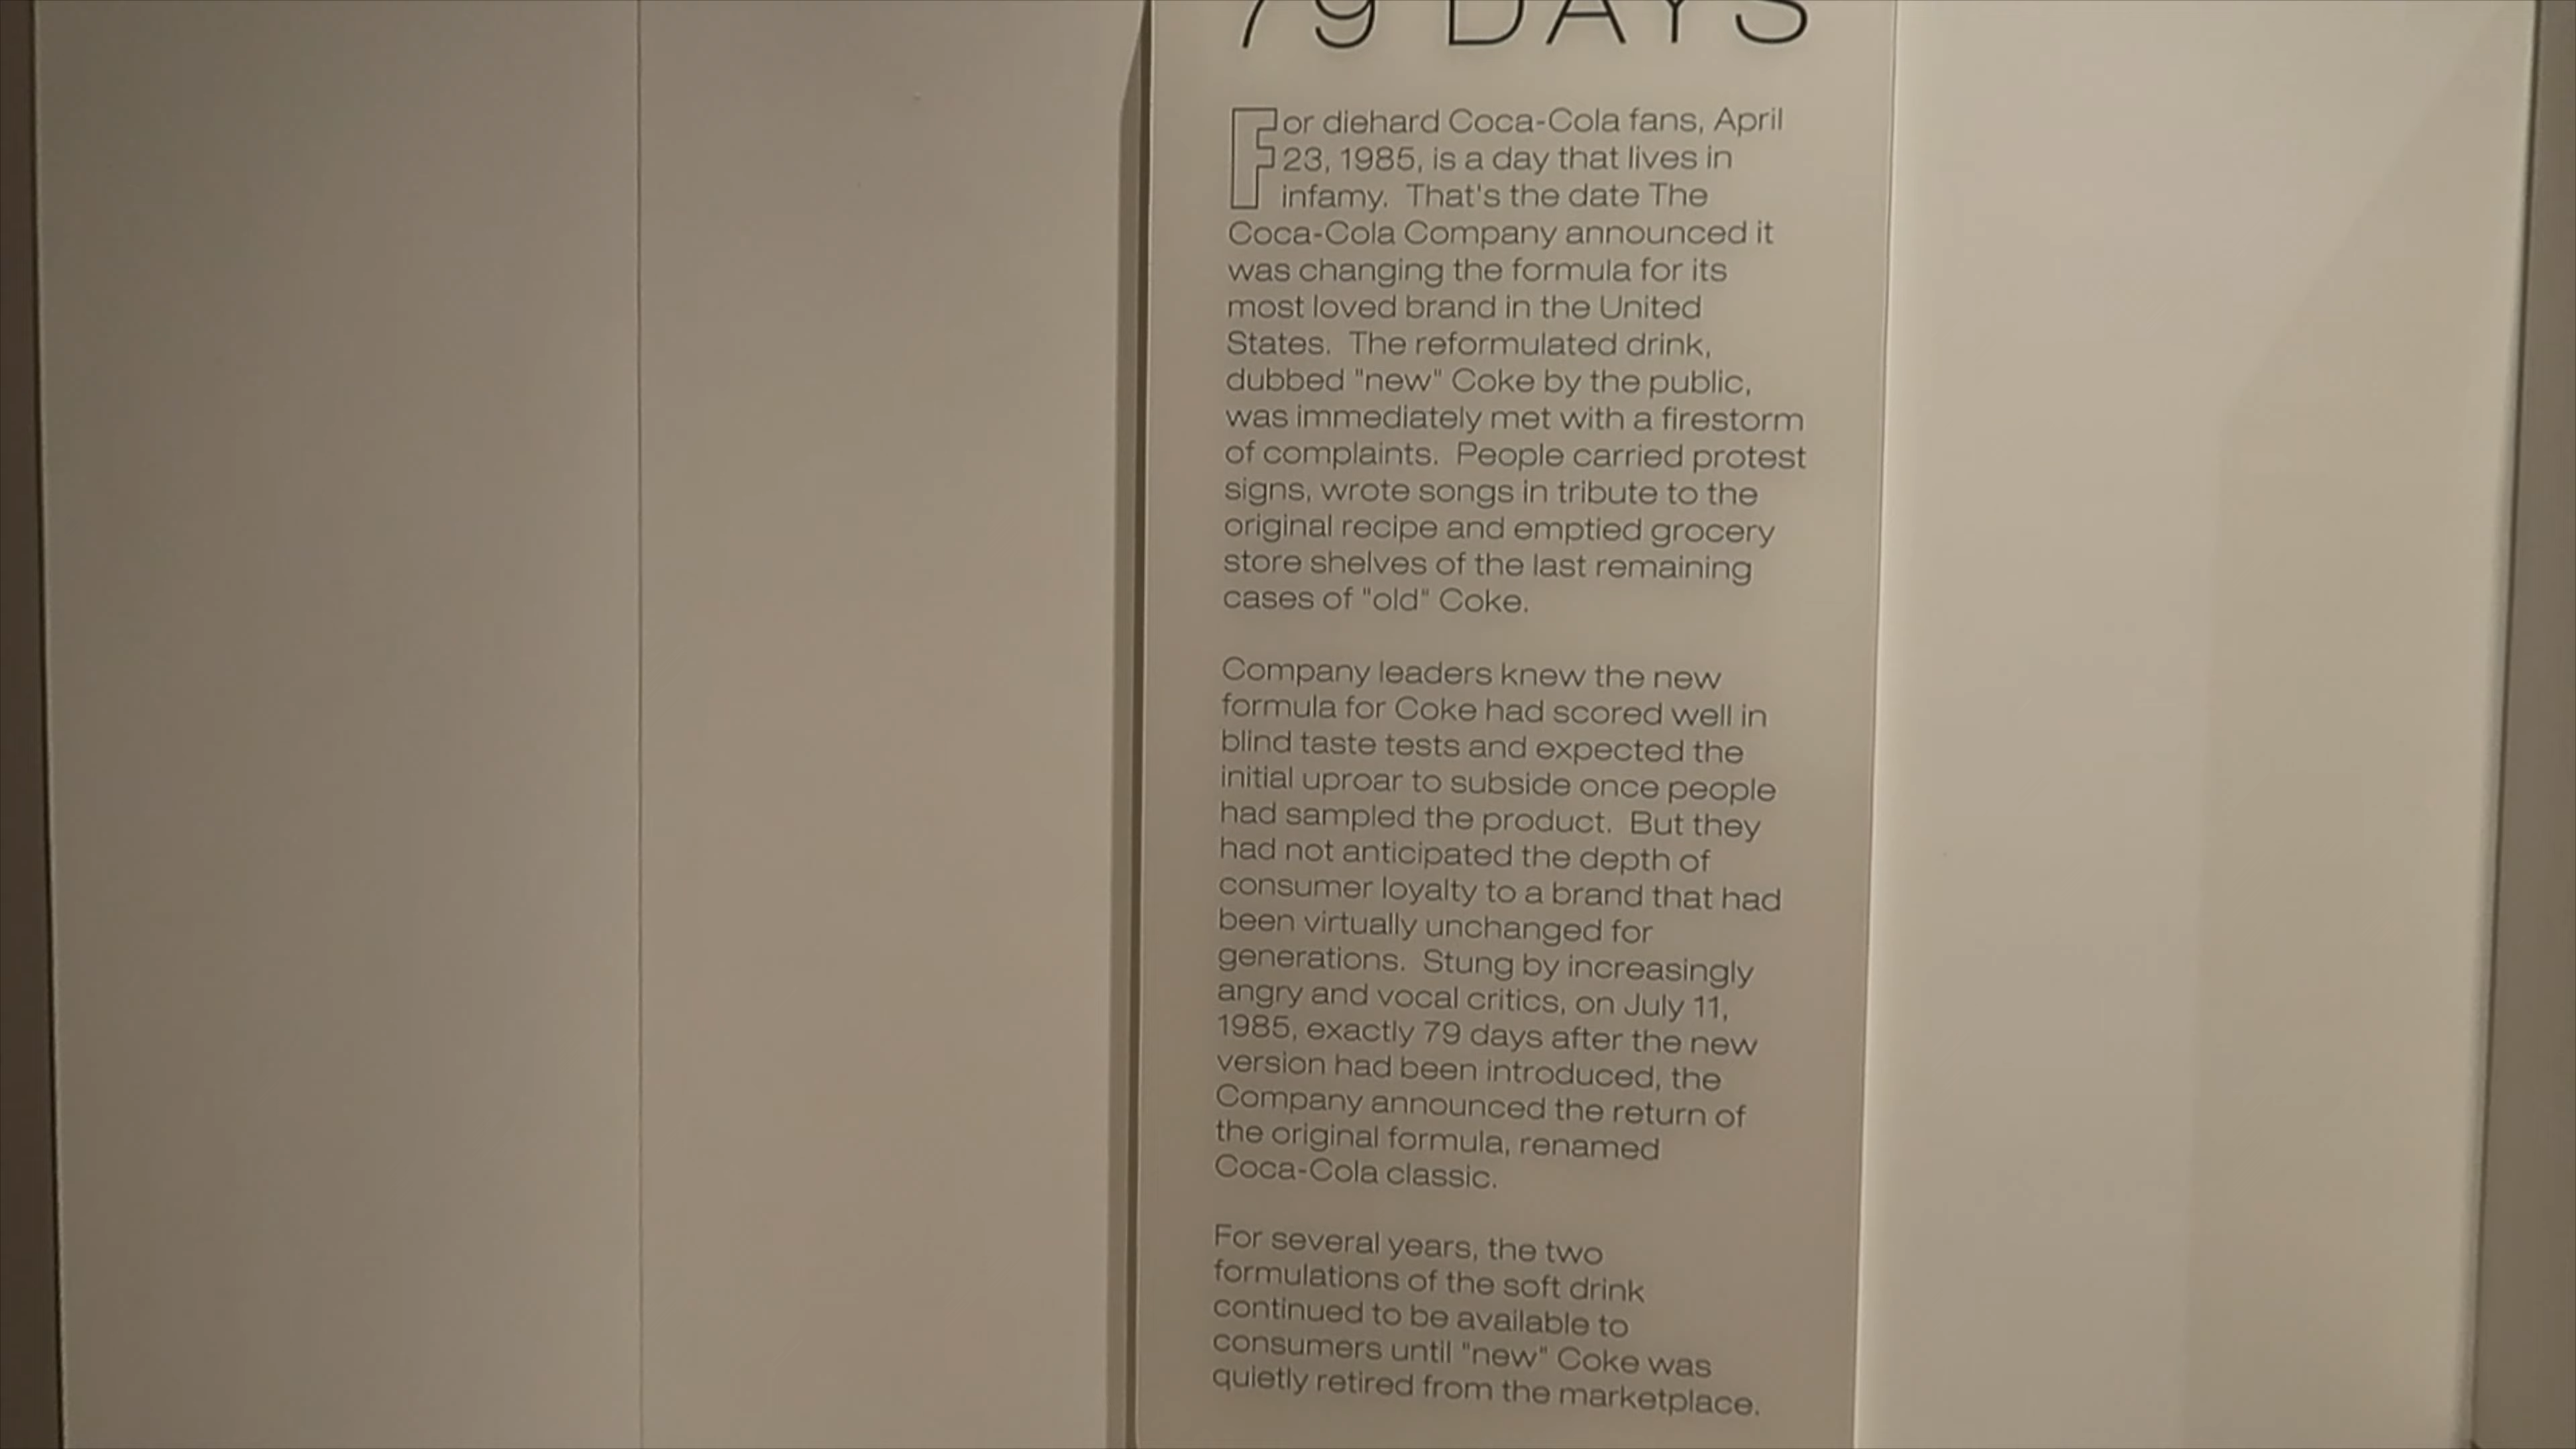 79 DAYS
For diehard Coca-Cola fans, April
23, 1985, is a day that lives in
infamy. That's the date The
Coca-Cola Company announced it
was changing the formula for its
most loved brand in the United
States. The reformulated drink,
dubbed "new" Coke by the public,
was immediately met with a firestorm
of complaints. People carried protest
signs, wrote songs in tribute to the
original recipe and emptied grocery
store shelves of the last remaining
cases of "old" Coke.
Company leaders knew the new
formula for Coke had scored well in
blind taste tests and expected the
initial uproar to subside once people
had sampled the product. But they
had not anticipated the depth of
consumer loyalty to a brand that had
been virtually unchanged for
generations. Stung by increasingly
angry and vocal critics, on July 11,
1985, exactly 79 days after the new
version had been introduced, the
Company announced the return of
the original formula, renamed
Coca-Cola classic.
For several years, the two
formulations of the soft drink
continued to be available to
consumers until "new" Coke was
quietly retired from the marketplace.